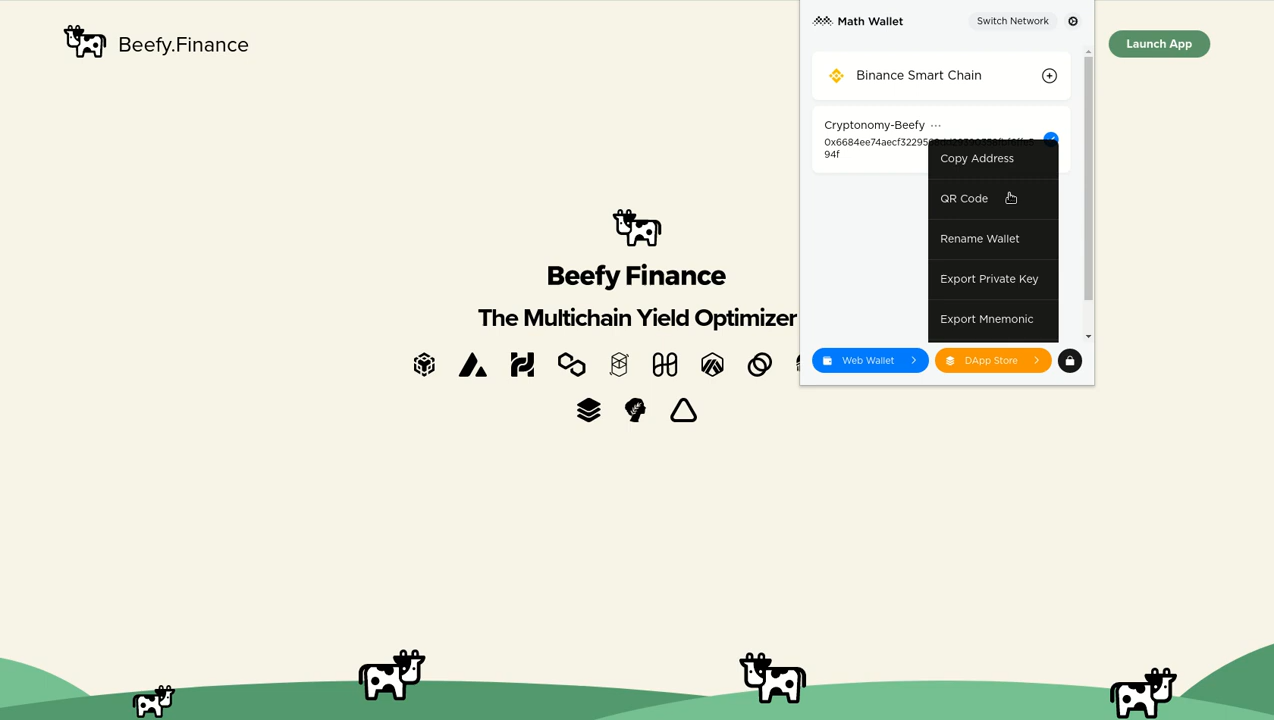 Beefy.Finance
Math Wallet
Switch Network
Launch App
Binance Smart Chain
Cryptonomy-Beefy ...
94f
Copy Address
QR Code
Rename Wallet
Export Private Key
Export Mnemonic
Web Wallet
DApp Store
Beefy Finance
The Multichain Yield Optimizer